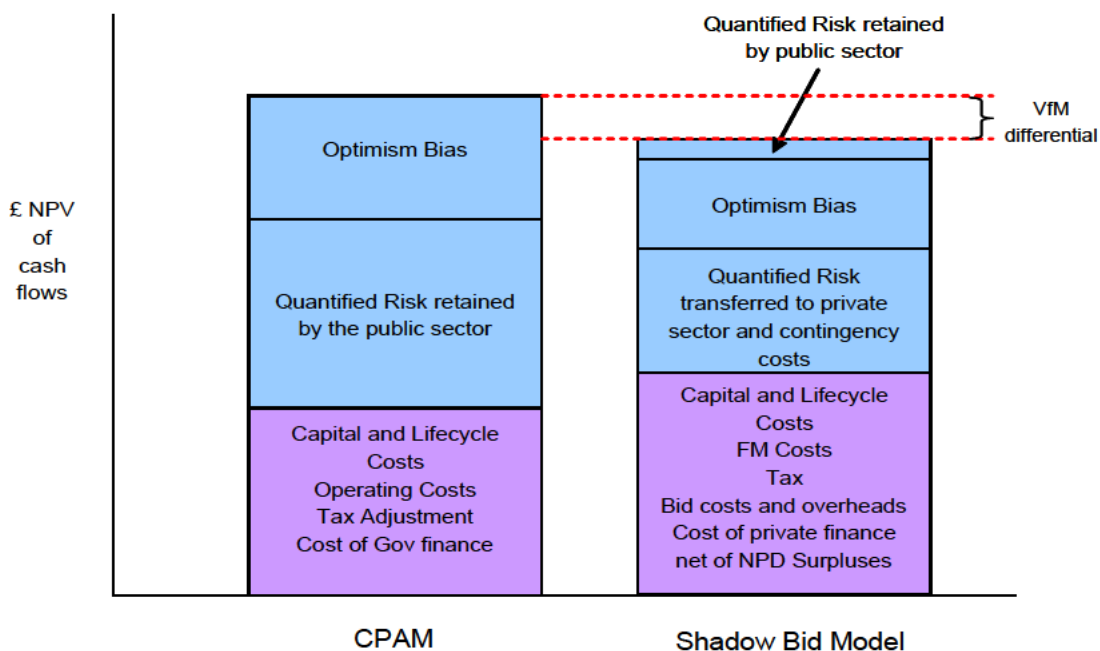 Quantified Risk retained
by public sector
VfM
differential
£ NPV
of
cash
flows
Optimism Bias
Quantified Risk retained
by the public sector
Capital and Lifecycle
Costs
Operating Costs
Tax Adjustment
Cost of Gov finance
Optimism Bias
Quantified Risk
transferred to private
sector and contingency
costs
Capital and Lifecycle
Costs
FM Costs
Tax
Bid costs and overheads
Cost of private finance
net of NPD Surpluses
CPAM
Shadow Bid Model